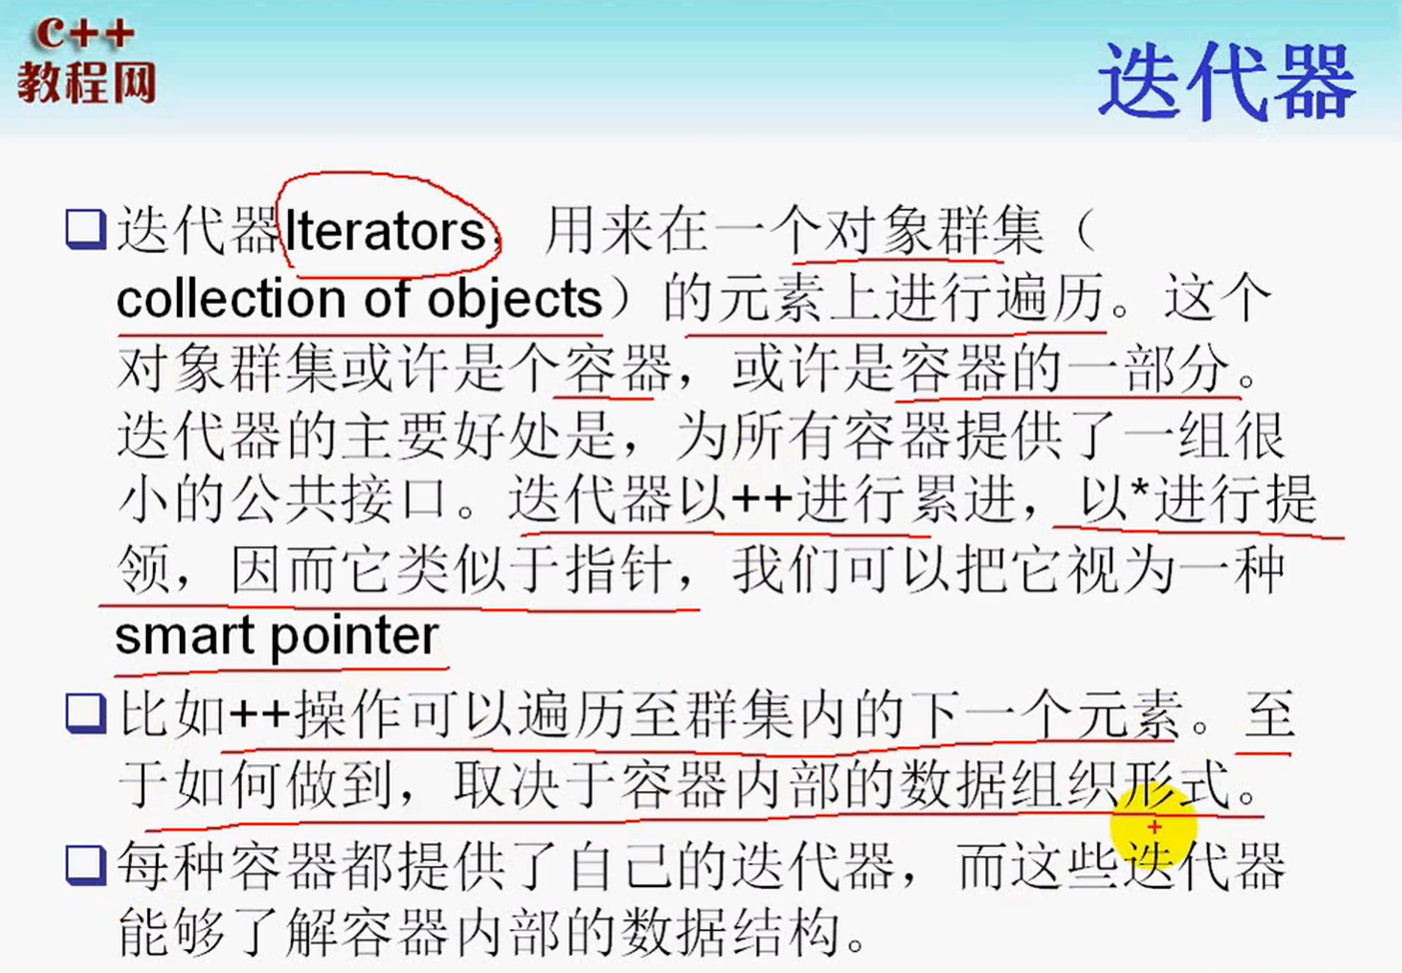 c++
教程网
迭代器
迭代器Iterators，用来在一个对象群集（
collection of objects）的元素上进行遍历。这个
对象群集或许是个容器，或许是容器的一部分。
迭代器的主要好处是，为所有容器提供了一组很
小的公共接口。迭代器以++进行累进，以*进行提
领，因而它类似于指针，我们可以把它视为一种
smart pointer
比如++操作可以遍历至群集内的下一个元素。至
于如何做到，取决于容器内部的数据组织形式。
每种容器都提供了自己的迭代器，而这些迭代器
能够了解容器内部的数据结构。